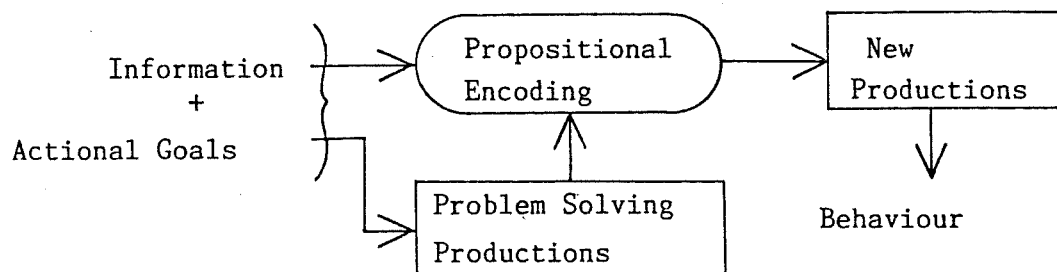 Information
+
Actional Goals
Propositional
Encoding
Problem Solving
Productions
New
Productions
Behaviour